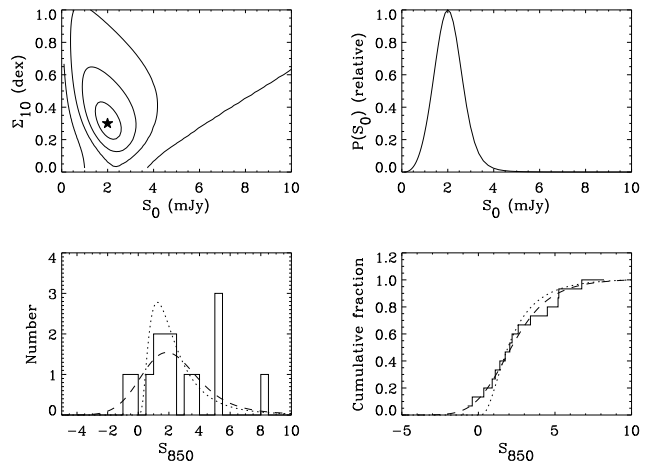 Σ10 (dex)
1.0
0.8
0.6
0.4
0.2
0.0
0 2 4 6 8 10
S0 (mJy)
P(S0) (relative)
1.0
0.8
0.6
0.4
0.2
0.0
0 2 4 6 8 10
S0 (mJy)
Number
4
3
2
1
0
-4 -2 0 2 4 6 8 10
S850
Cumulative fraction
1.2
1.0
0.8
0.6
0.4
0.2
0.0
-5 0 5 10
S850